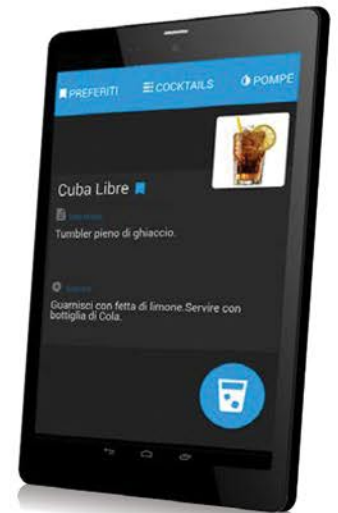 PREFERITI
COCKTAILS
POMPE
Cuba Libre
Tumbler pieno di ghiaccio.
Guarnisci con fetta di limone.Servire con
bottiglia di Cola.